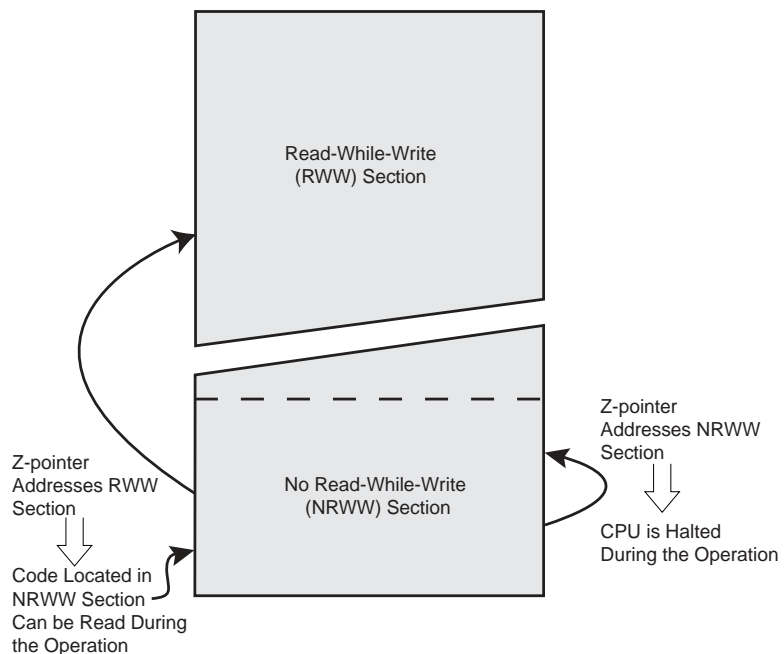 Read-While-Write
(RWW) Section
Z-pointer
Addresses RWW
Section
Code Located in
NRWW Section
Can be Read During
the Operation
No Read-While-Write
(NRWW) Section
Z-pointer
Addresses NRWW
Section
CPU is Halted
During the Operation